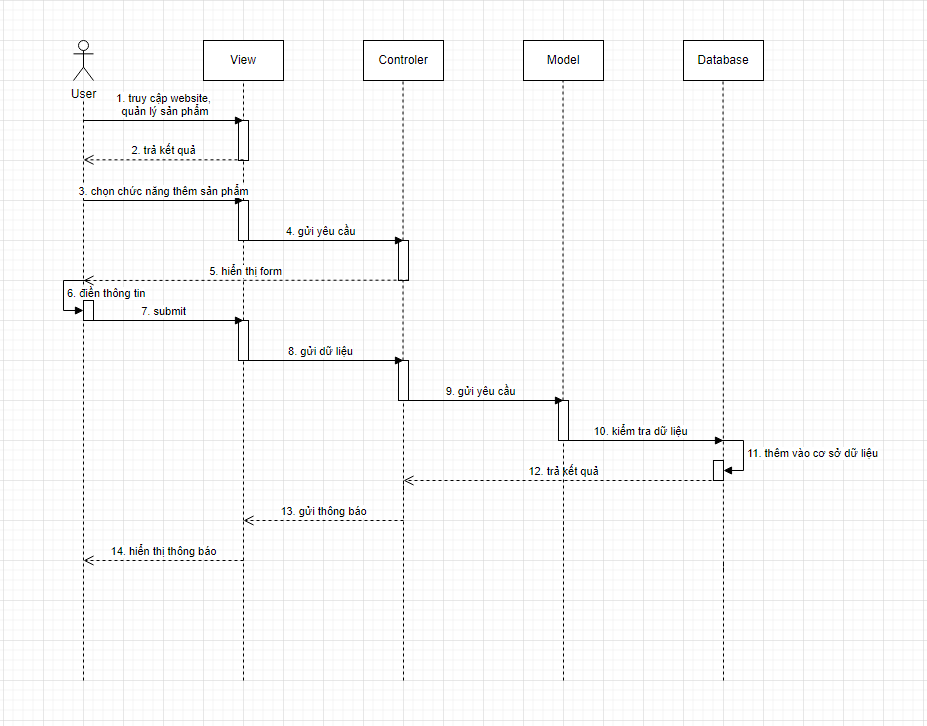 View
Controler
Model
Database
User
1. truy cập website,
quản lý sản phẩm
2. trả kết quả
3. chọn chức năng thêm sản phẩm
4. gửi yêu cầu
5. hiển thị form
6. điền thông tin
7. submit
8. gửi dữ liệu
9. gửi yêu cầu
10. kiểm tra dữ liệu
11. thêm vào cơ sở dữ liệu
12. trả kết quả
13. gửi thông báo
14. hiển thị thông báo